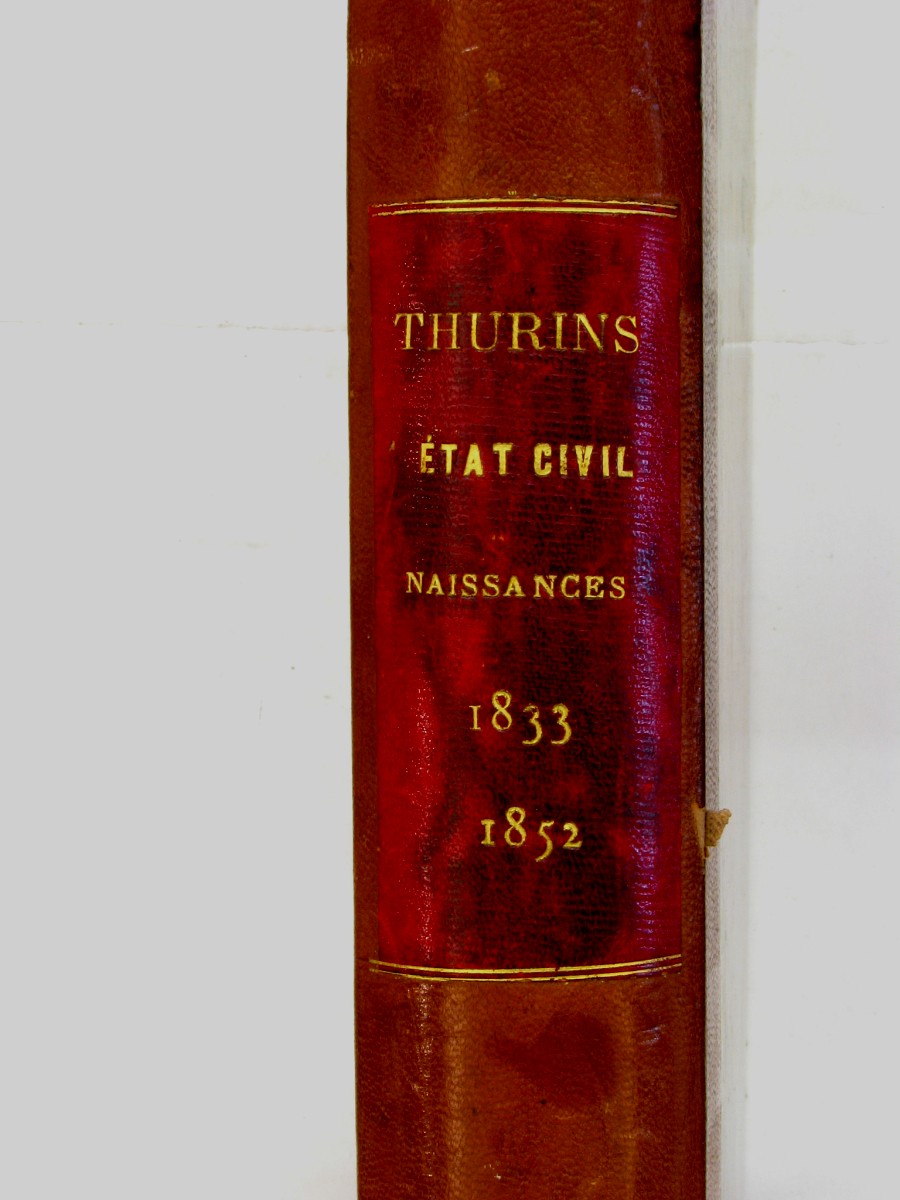 THURINS
ÉTAT CIVIL
NAISSANCES
1833
1852